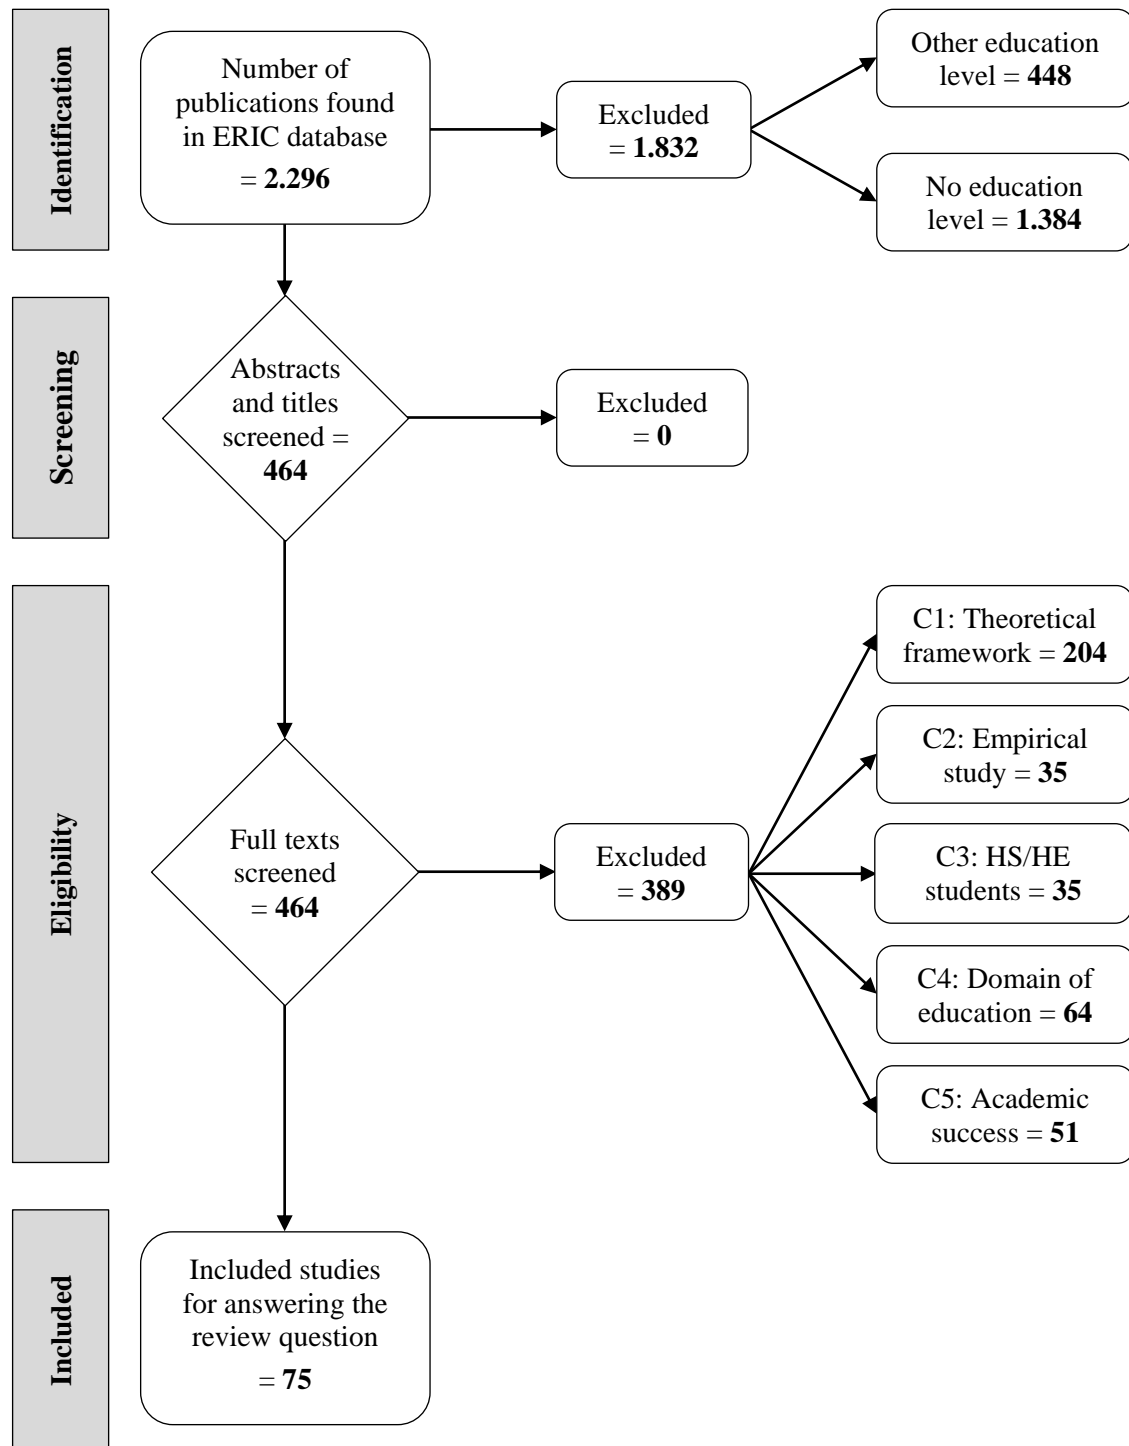 Identification
Number of
publications found
in ERIC database
= 2.296
Excluded
= 1.832
Other education
level = 448
No education
level = 1.384
Screening
Abstracts
and titles
screened =
464
Excluded
= 0
Eligibility
Full texts
screened
= 464
Excluded
= 389
C1: Theoretical
framework = 204
C2: Empirical
study = 35
C3: HS/HE
students = 35
C4: Domain of
education = 64
C5: Academic
success = 51
Included
Included studies
for answering the
review question
= 75